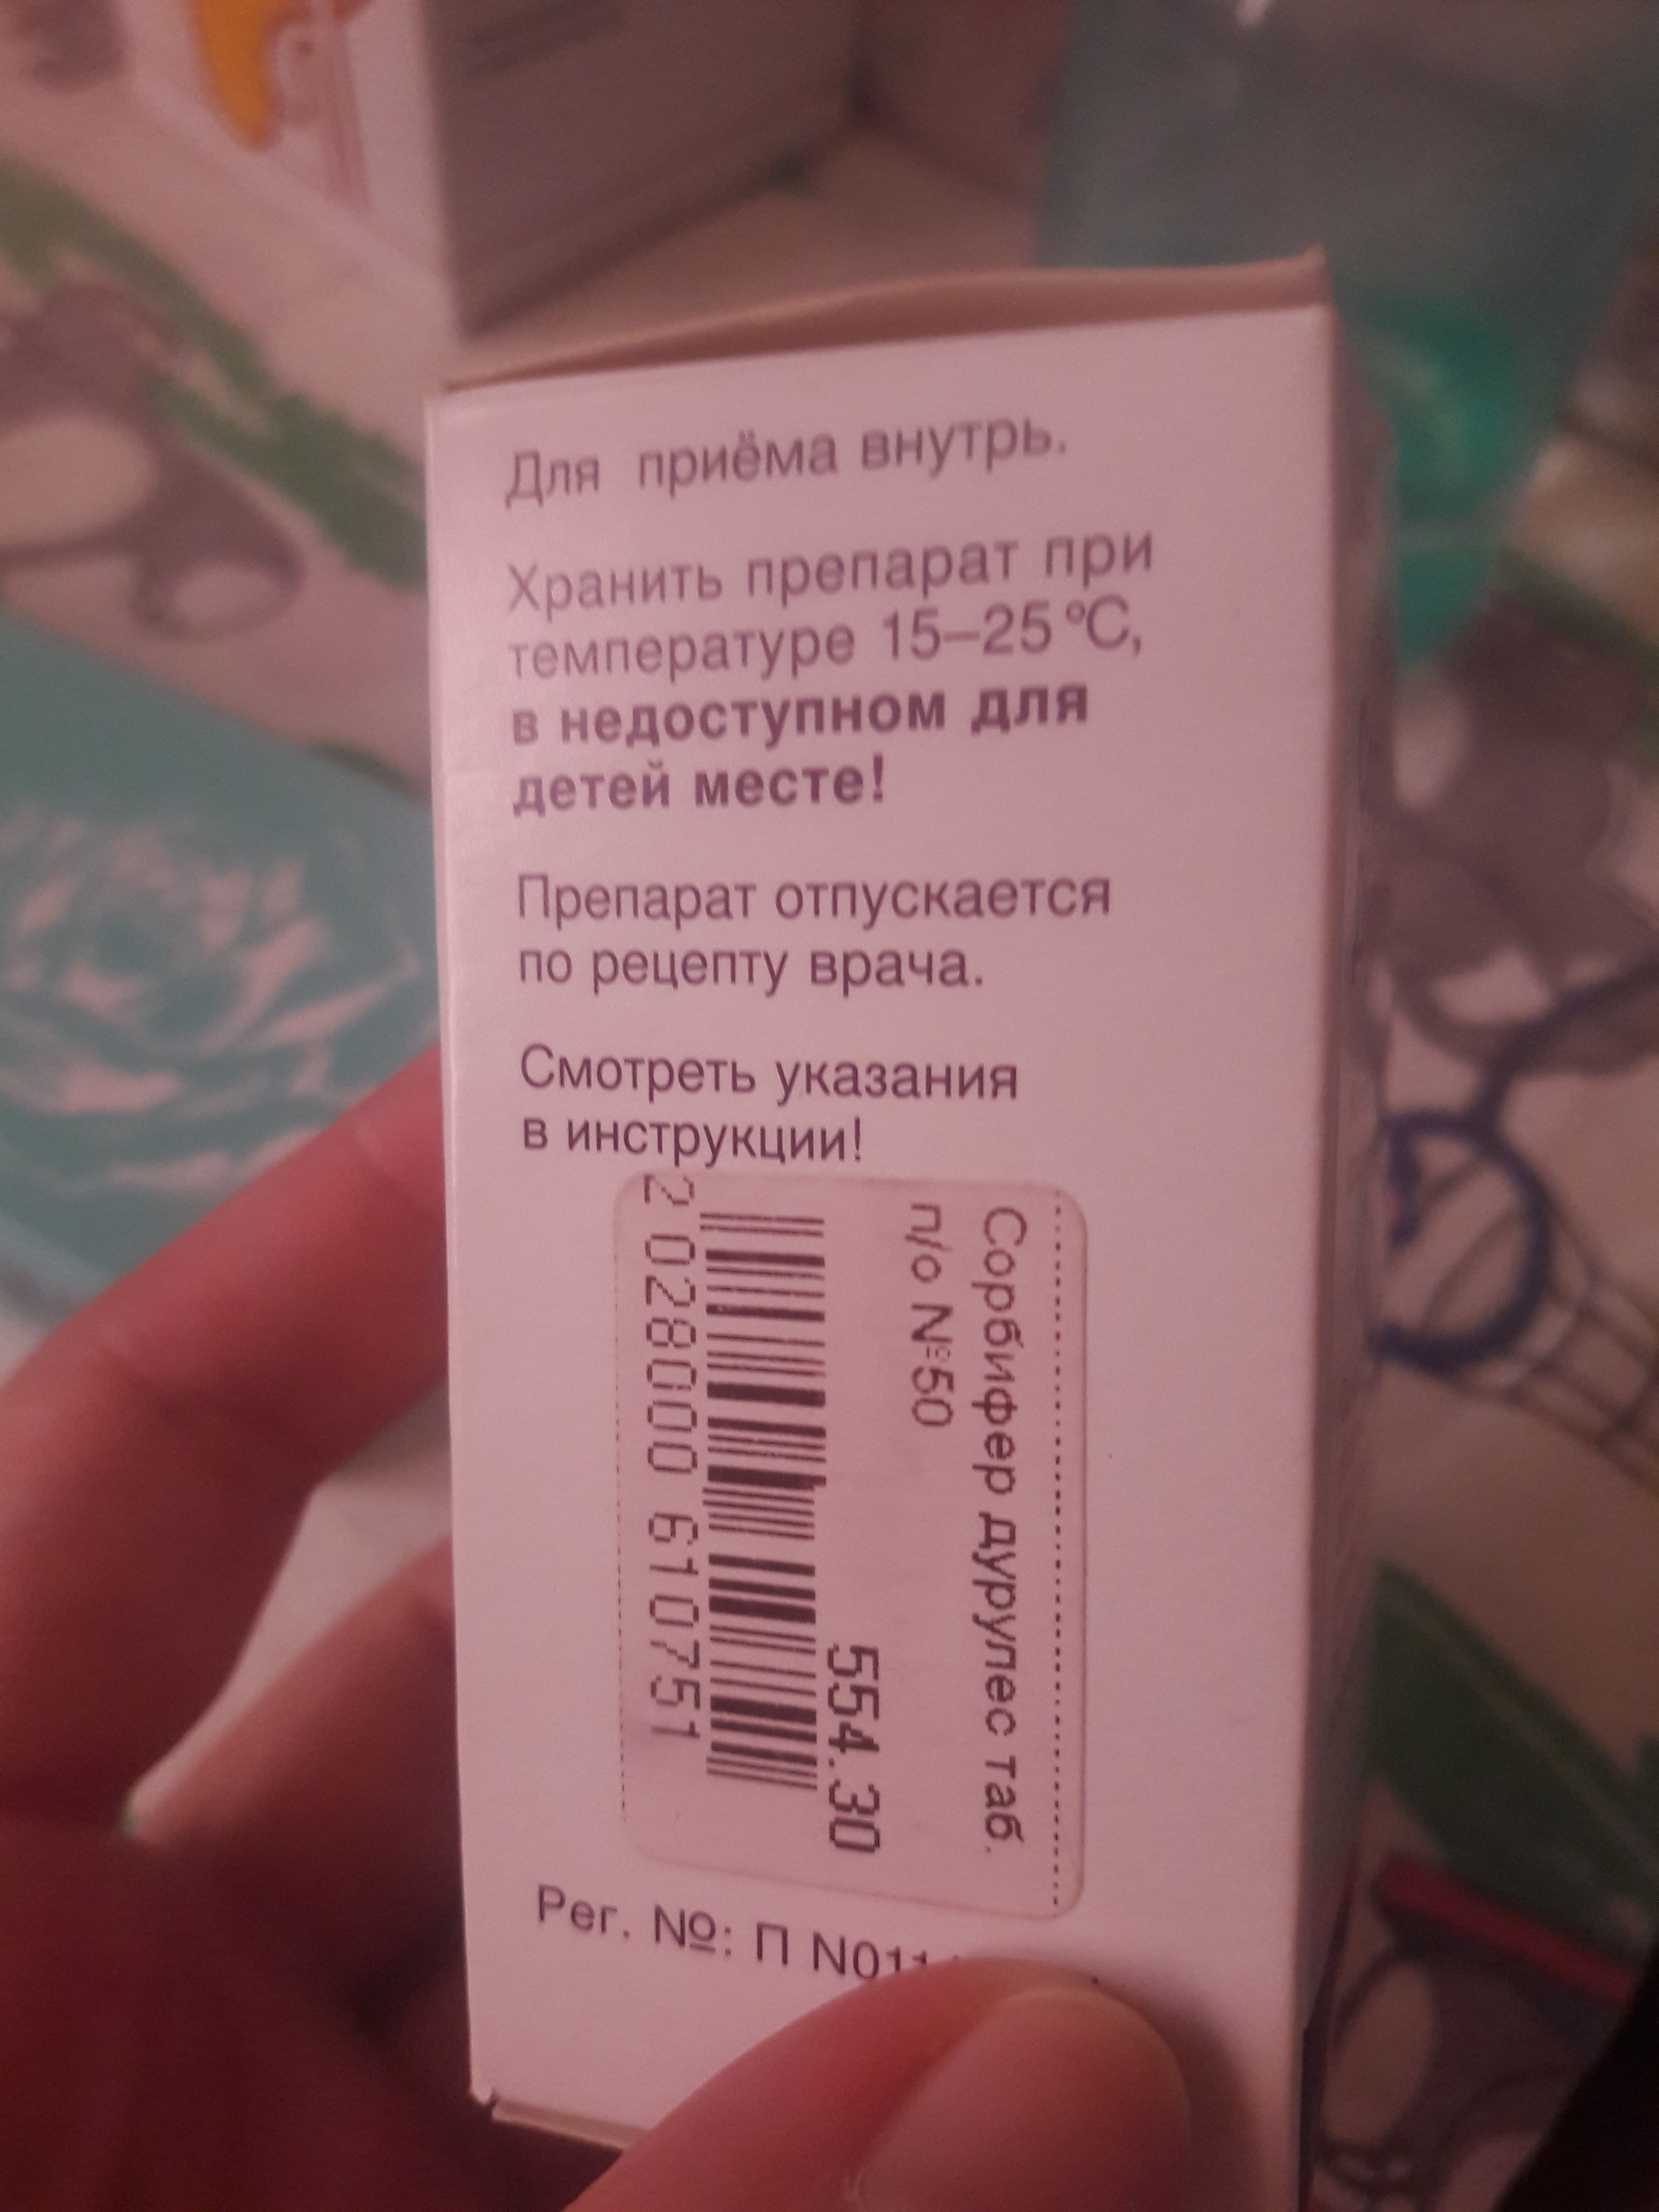 Для приёма внутрь.
Хранить препарат при
температуре 15–25 °C,
в недоступном для
детей месте!
Препарат отпускается
по рецепту врача.
Смотреть указания
в инструкции!
Сорбифер дурулес таб.
п/о №50
554.30
2 028000 610751
Рег. №: П N011